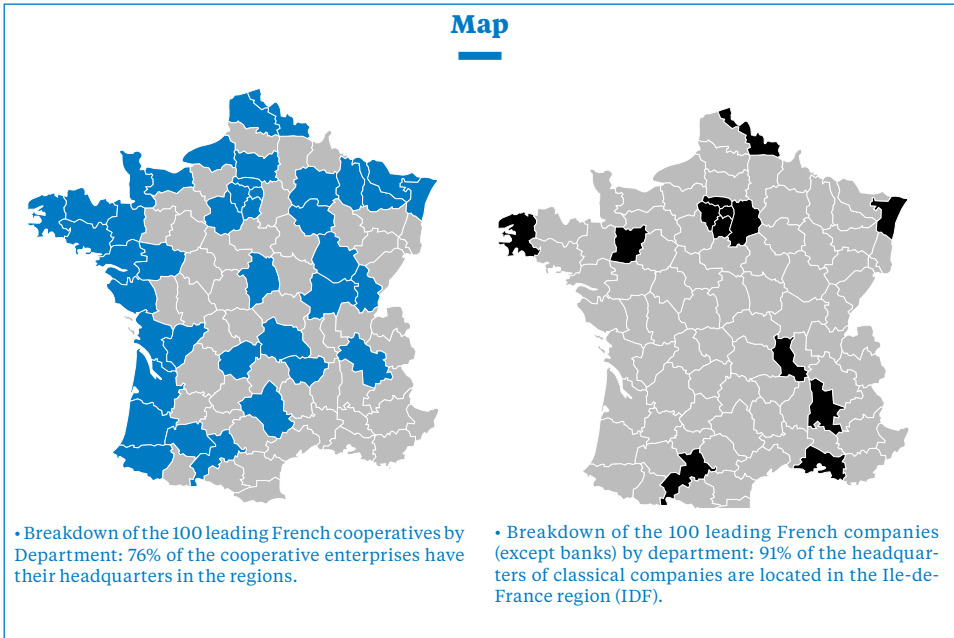 Map
• Breakdown of the 100 leading French cooperatives by
Department: 76% of the cooperative enterprises have
their headquarters in the regions.
• Breakdown of the 100 leading French companies
(except banks) by department: 91% of the headquar-
ters of classical companies are located in the Ile-de-
France region (IDF).